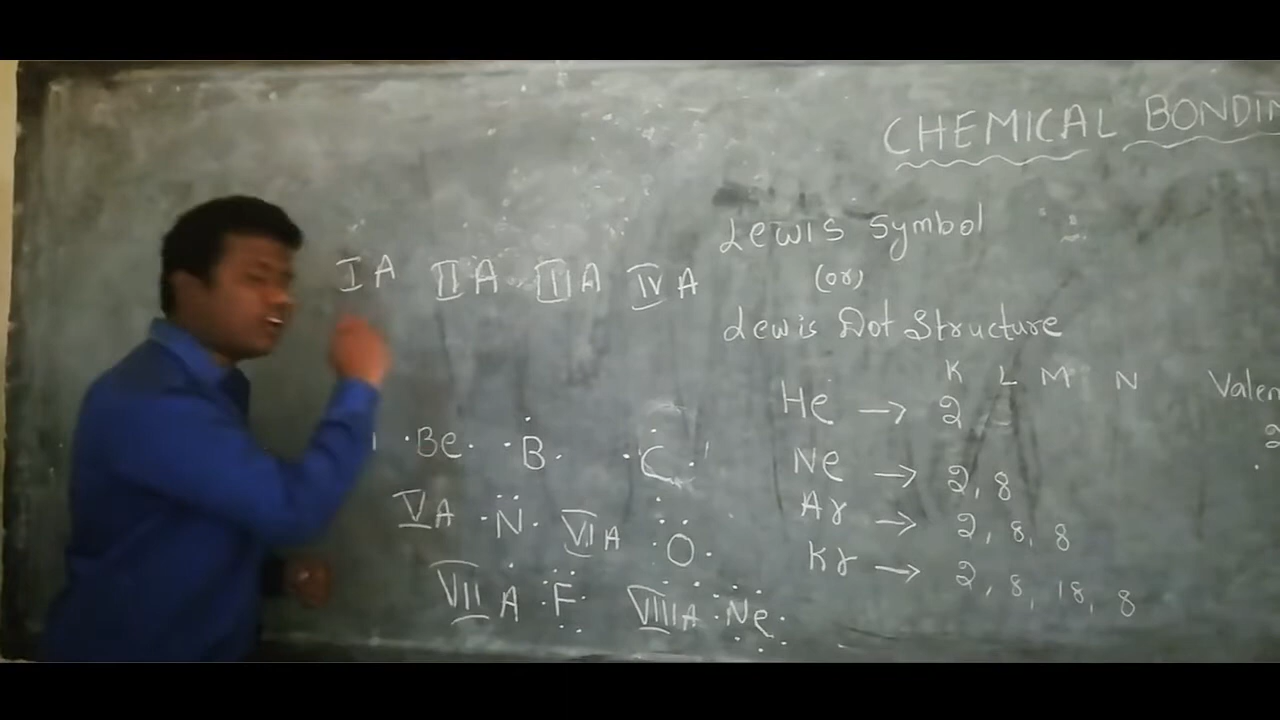 CHEMICAL BONDIN
Lewis Symbol
(or)
Lewis Dot Structure
IA IIA IIIA IVA
Be B C
VA N VIA O
VIIA F VIIIA Ne
K L M N Valen
He → 2 2
Ne → 2, 8
Ar → 2, 8, 8
Kr → 2, 8, 18, 8